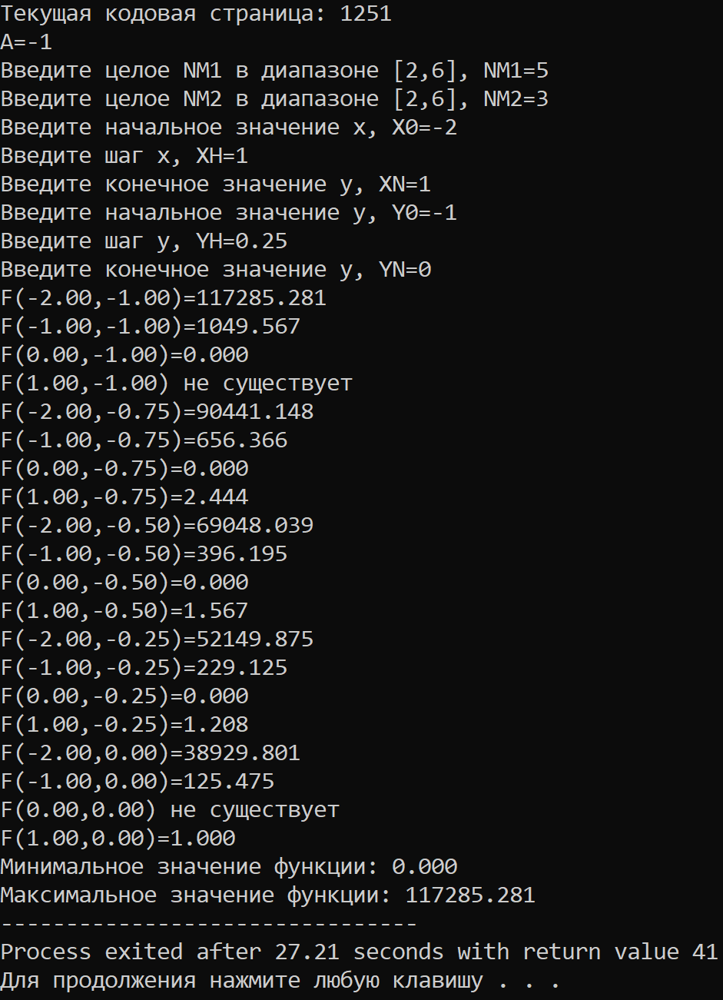 Текущая кодовая страница: 1251
A=-1
Введите целое NM1 в диапазоне [2,6], NM1=5
Введите целое NM2 в диапазоне [2,6], NM2=3
Введите начальное значение x, X0=-2
Введите шаг x, XH=1
Введите конечное значение y, XN=1
Введите начальное значение y, Y0=-1
Введите шаг y, YH=0.25
Введите конечное значение y, YN=0
F(-2.00,-1.00)=117285.281
F(-1.00,-1.00)=1049.567
F(0.00,-1.00)=0.000
F(1.00,-1.00) не существует
F(-2.00,-0.75)=90441.148
F(-1.00,-0.75)=656.366
F(0.00,-0.75)=0.000
F(1.00,-0.75)=2.444
F(-2.00,-0.50)=69048.039
F(-1.00,-0.50)=396.195
F(0.00,-0.50)=0.000
F(1.00,-0.50)=1.567
F(-2.00,-0.25)=52149.875
F(-1.00,-0.25)=229.125
F(0.00,-0.25)=0.000
F(1.00,-0.25)=1.208
F(-2.00,0.00)=38929.801
F(-1.00,0.00)=125.475
F(0.00,0.00) не существует
F(1.00,0.00)=1.000
Минимальное значение функции: 0.000
Максимальное значение функции: 117285.281
--------------------------------
Process exited after 27.21 seconds with return value 41
Для продолжения нажмите любую клавишу . . .